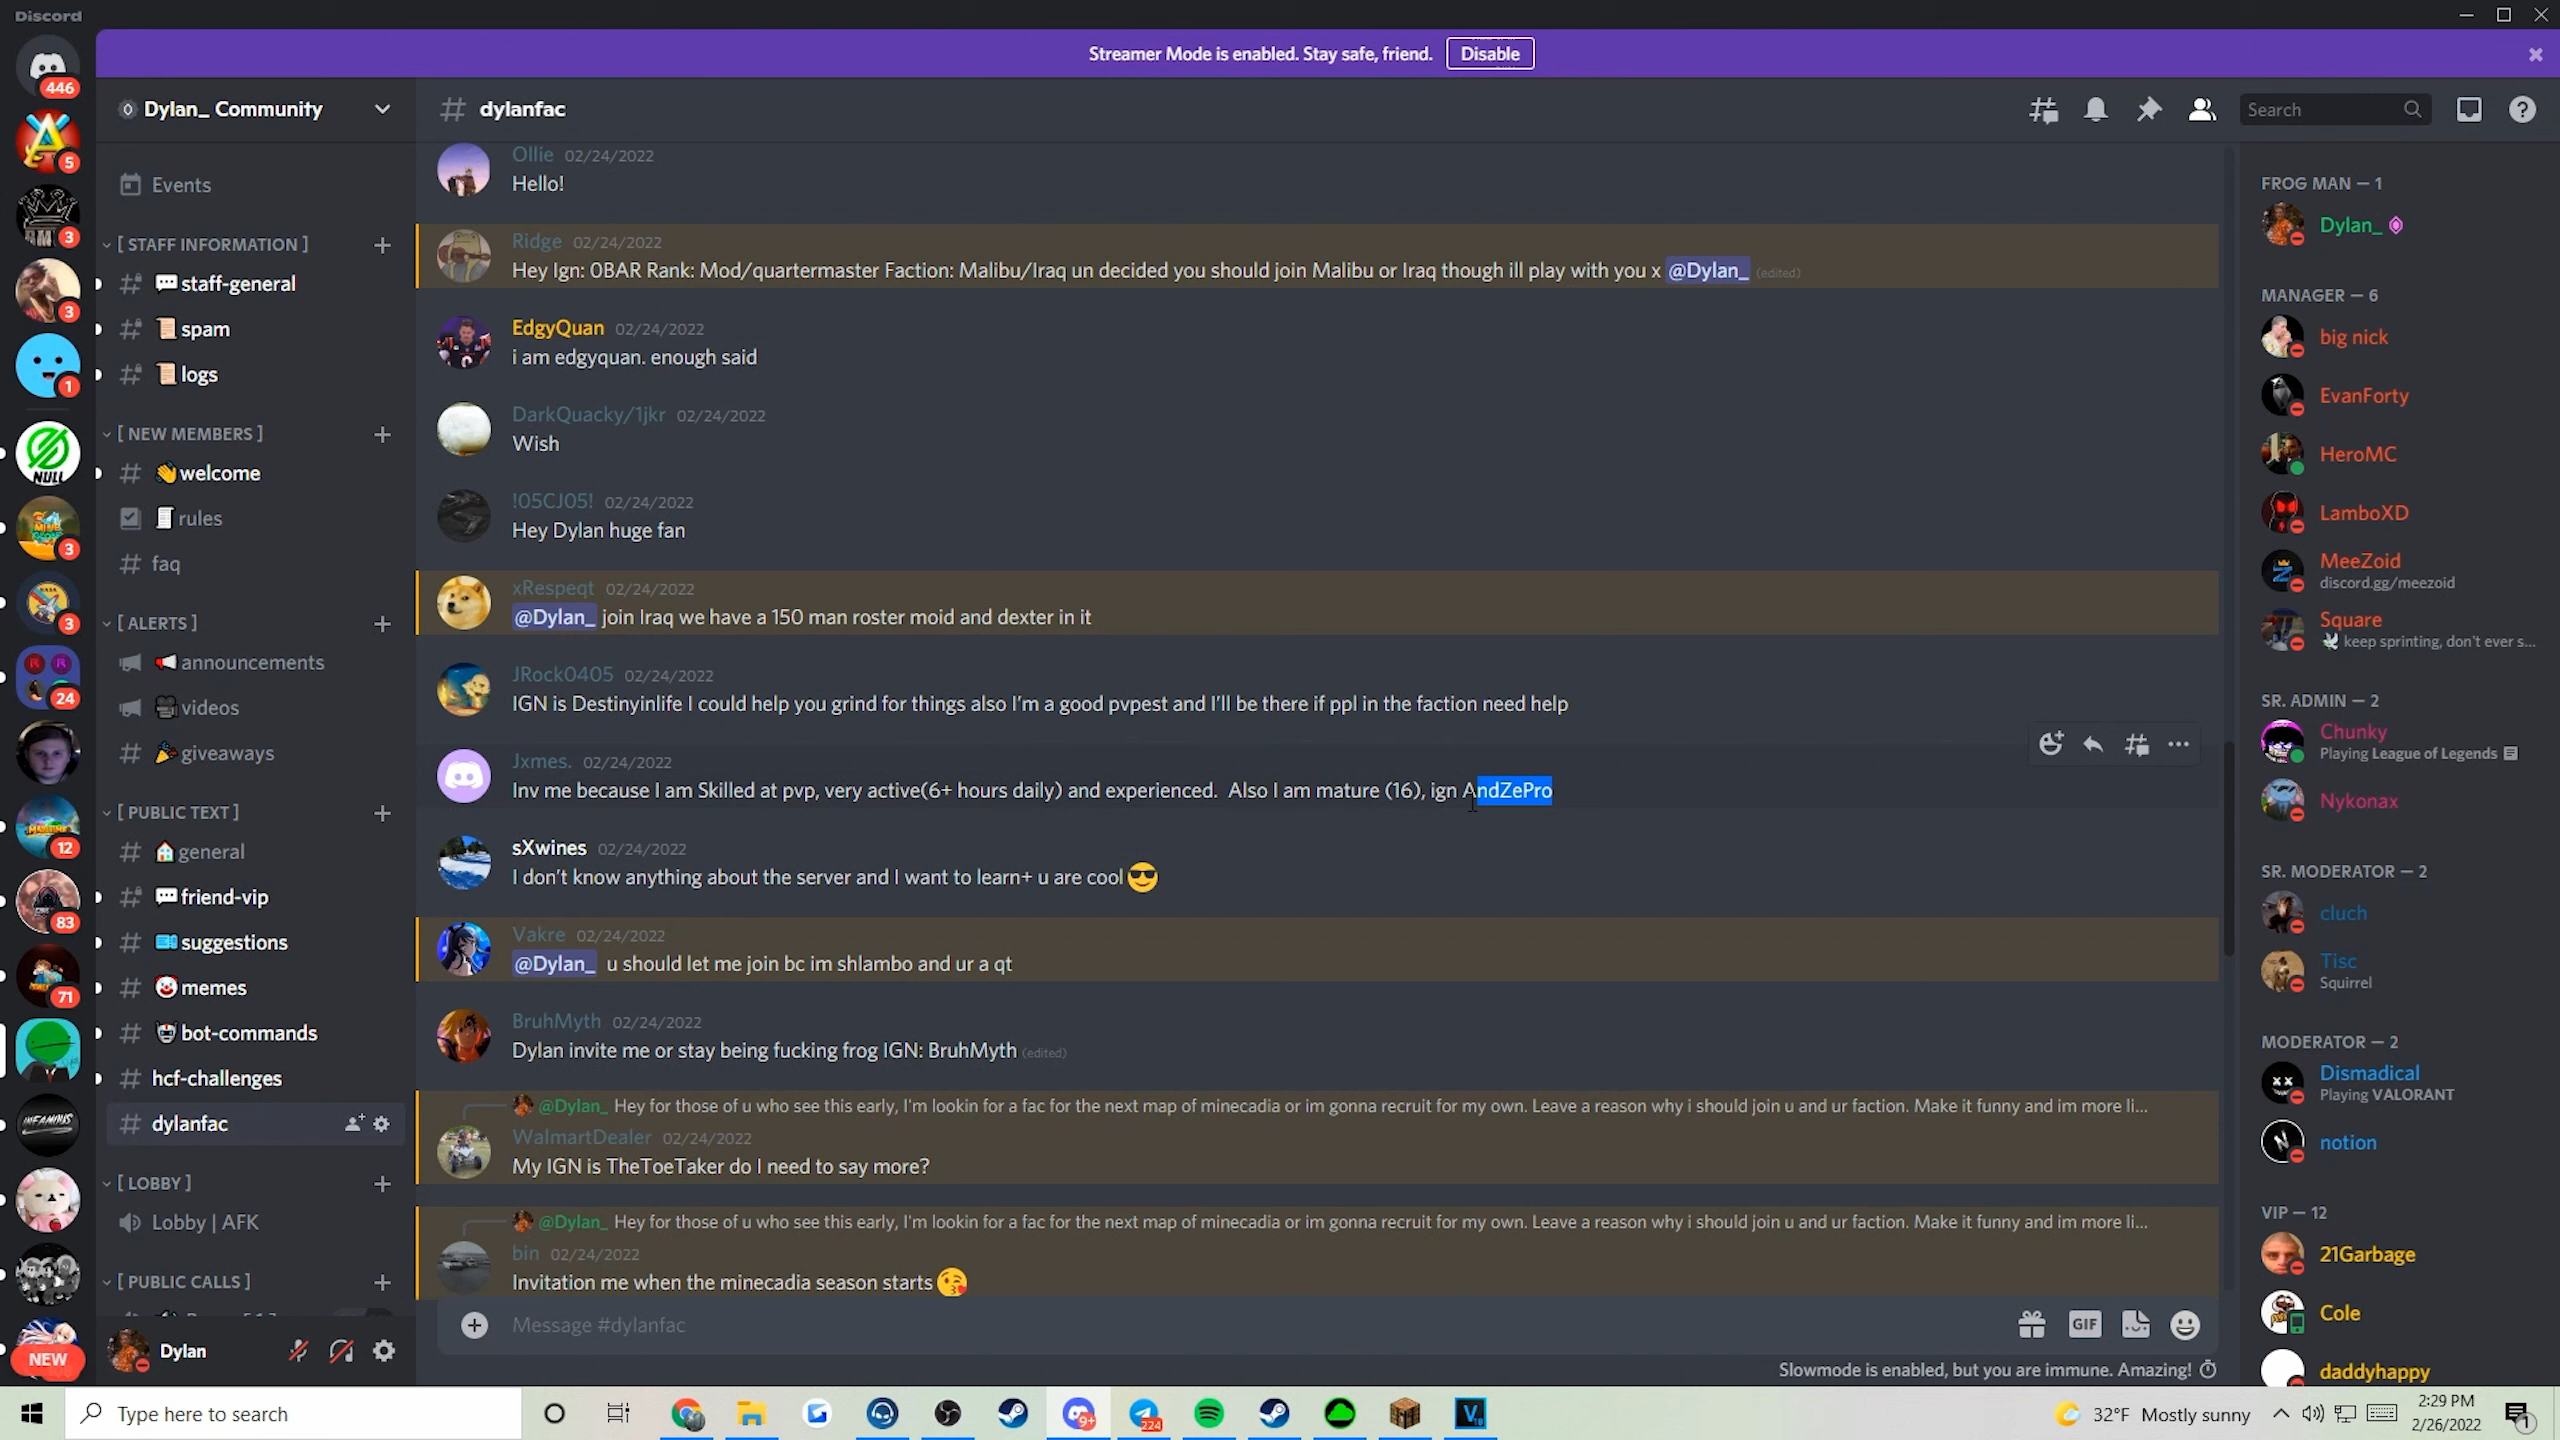 Discord
Streamer Mode is enabled. Stay safe, friend. Disable
446
5
3
3
1
NULL
3
3
24
12
83
71
INFAMOUS
NEW
Dylan_ Community
Events
[ STAFF INFORMATION ]
staff-general
spam
logs
[ NEW MEMBERS ]
welcome
rules
faq
[ ALERTS ]
announcements
videos
giveaways
[ PUBLIC TEXT ]
general
friend-vip
suggestions
memes
bot-commands
hcf-challenges
dylanfac
[ LOBBY ]
Lobby | AFK
[ PUBLIC CALLS ]
Dylan
# dylanfac
Search
Ollie 02/24/2022
Hello!
Ridge 02/24/2022
Hey Ign: 0BAR Rank: Mod/quartermaster Faction: Malibu/Iraq un decided you should join Malibu or Iraq though ill play with you x @Dylan_ (edited)
EdgyQuan 02/24/2022
i am edgyquan. enough said
DarkQuacky/1jkr 02/24/2022
Wish
!05CJ05! 02/24/2022
Hey Dylan huge fan
xRespeqt 02/24/2022
@Dylan_ join Iraq we have a 150 man roster moid and dexter in it
JRock0405 02/24/2022
IGN is Destinyinlife I could help you grind for things also I'm a good pvpest and I'll be there if ppl in the faction need help
Jxmes. 02/24/2022
Inv me because I am Skilled at pvp, very active(6+ hours daily) and experienced. Also I am mature (16), ign AndZePro
sXwines 02/24/2022
I don't know anything about the server and I want to learn+ u are cool 😎
Vakre 02/24/2022
@Dylan_ u should let me join bc im shlambo and ur a qt
BruhMyth 02/24/2022
Dylan invite me or stay being fucking frog IGN: BruhMyth (edited)
@Dylan_ Hey for those of u who see this early, I'm lookin for a fac for the next map of minecadia or im gonna recruit for my own. Leave a reason why i should join u and ur faction. Make it funny and im more li...
WalmartDealer 02/24/2022
My IGN is TheToeTaker do I need to say more?
@Dylan_ Hey for those of u who see this early, I'm lookin for a fac for the next map of minecadia or im gonna recruit for my own. Leave a reason why i should join u and ur faction. Make it funny and im more li...
bin 02/24/2022
Invitation me when the minecadia season starts 😘
Message #dylanfac
GIF
Slowmode is enabled, but you are immune. Amazing!
FROG MAN — 1
Dylan_
MANAGER — 6
big nick
EvanForty
HeroMC
LamboXD
MeeZoid
discord.gg/meezoid
Square
🕊 keep sprinting, don't ever s...
SR. ADMIN — 2
Chunky
Playing League of Legends
Nykonax
SR. MODERATOR — 2
cluch
Tisc
Squirrel
MODERATOR — 2
Dismadical
Playing VALORANT
notion
VIP — 12
21Garbage
Cole
daddyhappy
Type here to search
9+
224
32°F Mostly sunny
2:29 PM
2/26/2022
1